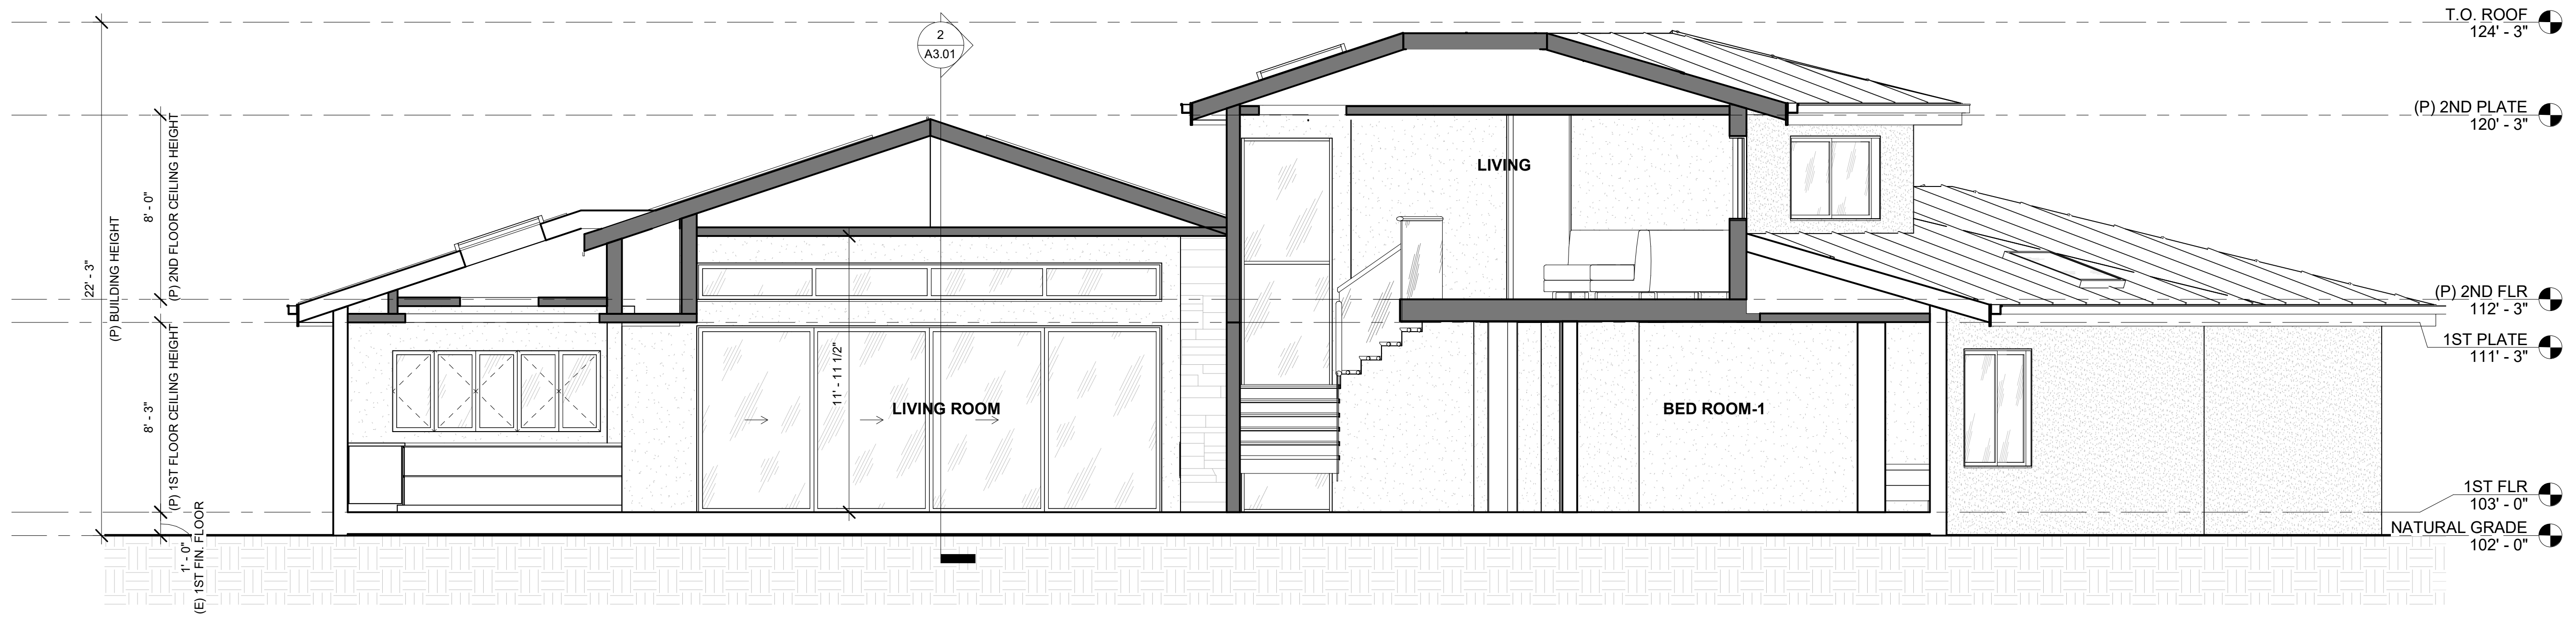 2
A3.01
T.O. ROOF
124' - 3"
(P) 2ND PLATE
120' - 3"
(P) 2ND FLR
112' - 3"
1ST PLATE
111' - 3"
1ST FLR
103' - 0"
NATURAL GRADE
102' - 0"
22' - 3"
(P) BUILDING HEIGHT
8' - 0"
(P) 2ND FLOOR CEILING HEIGHT
8' - 3"
(P) 1ST FLOOR CEILING HEIGHT
1' - 0"
(E) 1ST FIN. FLOOR
11' - 11 1/2"
LIVING ROOM
LIVING
BED ROOM-1